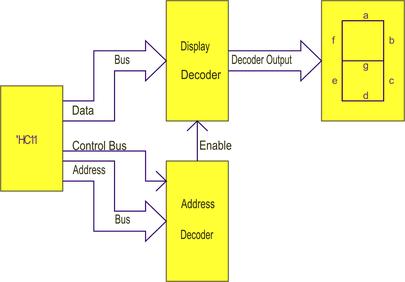 a
Display
Bus
f
b
Decoder
Decoder Output
g
e
c
d
Data
'HC11
Control Bus
Enable
Address
Address
Bus
Decoder